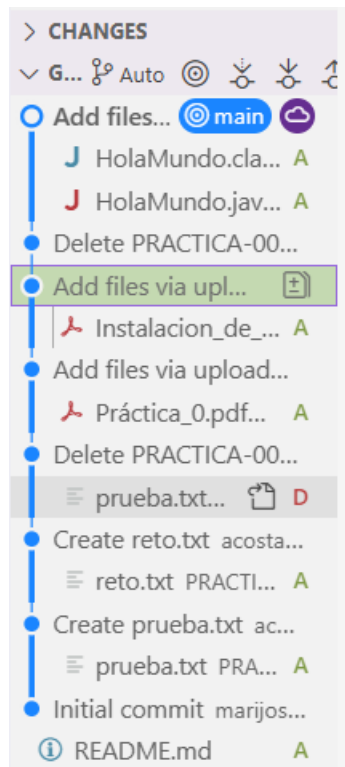 CHANGES
G... Auto
Add files... main
J HolaMundo.cla... A
J HolaMundo.jav... A
Delete PRACTICA-00...
Add files via upl...
Instalacion_de_... A
Add files via upload...
Práctica_0.pdf... A
Delete PRACTICA-00...
prueba.txt... D
Create reto.txt acosta...
reto.txt PRACTI... A
Create prueba.txt ac...
prueba.txt PRA... A
Initial commit marijos...
README.md A